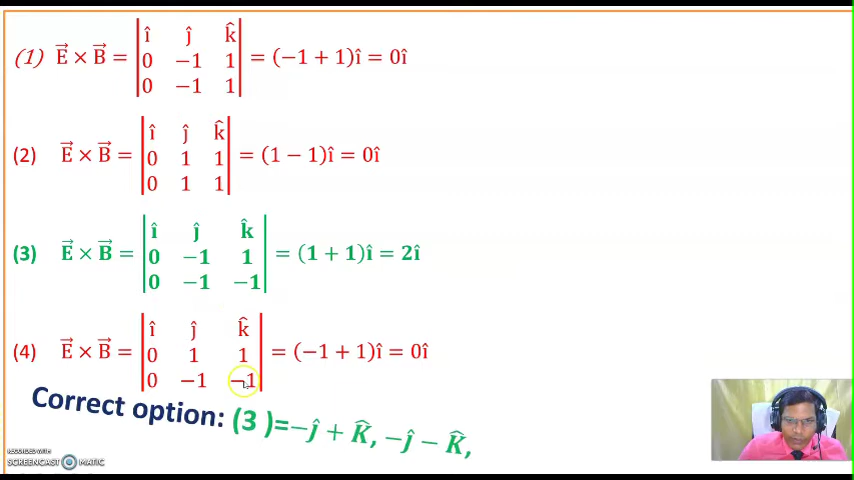 (1) E⃗ × B⃗ = | î ĵ k̂ | = (−1 + 1)î = 0î
0 −1 1
0 −1 1
(2) E⃗ × B⃗ = | î ĵ k̂ | = (1 − 1)î = 0î
0 1 1
0 1 1
(3) E⃗ × B⃗ = | î ĵ k̂ | = (1 + 1)î = 2î
0 −1 1
0 −1 −1
(4) E⃗ × B⃗ = | î ĵ k̂ | = (−1 + 1)î = 0î
0 1 1
0 −1 −1
Correct option: (3 )=−ĵ + K̂, −ĵ − K̂,
RECORDED WITH
SCREENCAST MATIC